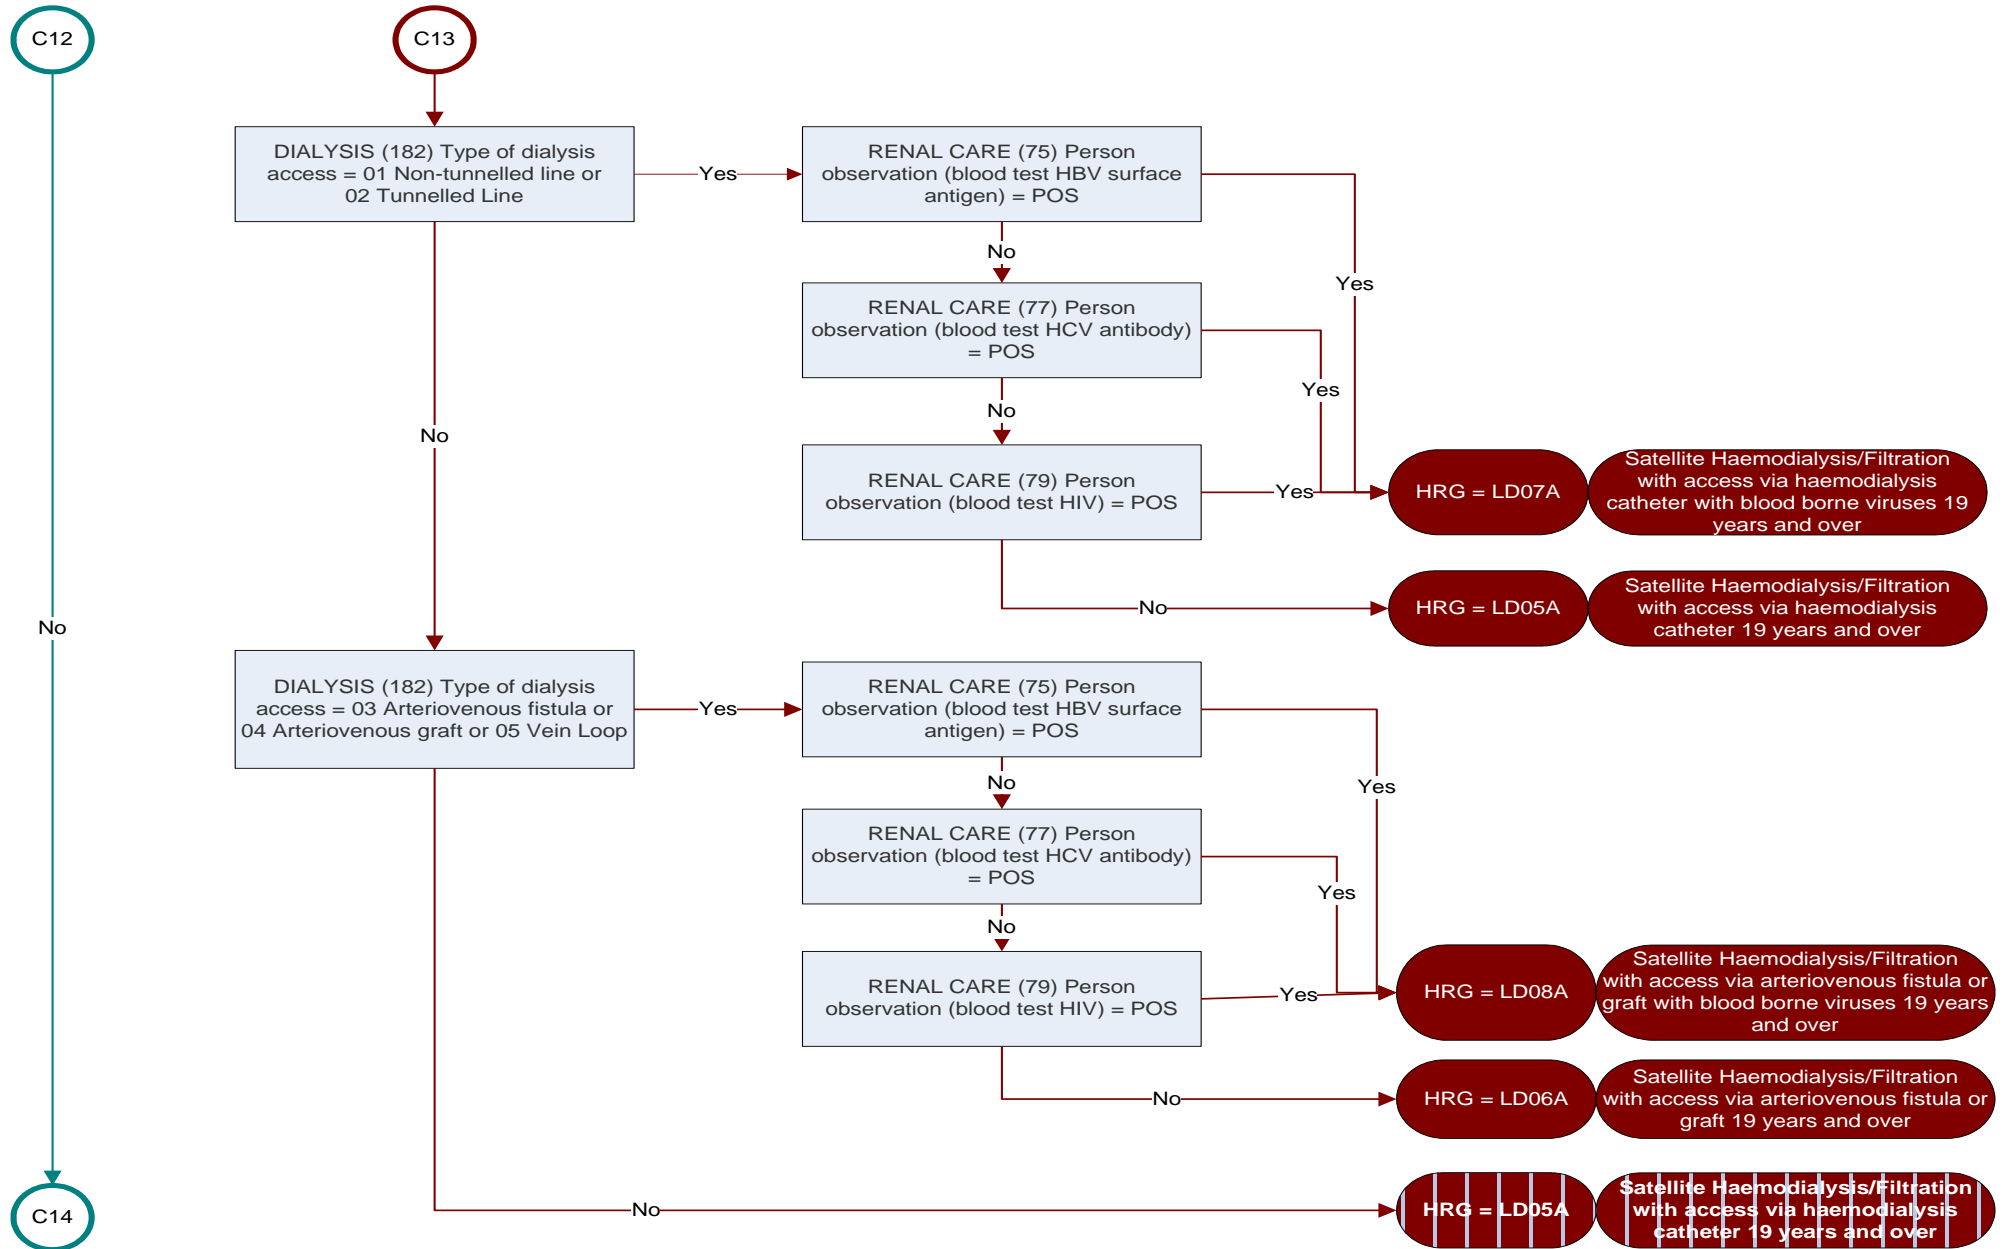 C12
C13
DIALYSIS (182) Type of dialysis
access = 01 Non-tunnelled line or
02 Tunnelled Line
Yes
RENAL CARE (75) Person
observation (blood test HBV surface
antigen) = POS
No
Yes
RENAL CARE (77) Person
observation (blood test HCV antibody)
= POS
Yes
No
No
RENAL CARE (79) Person
observation (blood test HIV) = POS
Yes
HRG = LD07A
Satellite Haemodialysis/Filtration
with access via haemodialysis
catheter with blood borne viruses 19
years and over
No
HRG = LD05A
Satellite Haemodialysis/Filtration
with access via haemodialysis
catheter 19 years and over
No
DIALYSIS (182) Type of dialysis
access = 03 Arteriovenous fistula or
04 Arteriovenous graft or 05 Vein Loop
Yes
RENAL CARE (75) Person
observation (blood test HBV surface
antigen) = POS
No
Yes
RENAL CARE (77) Person
observation (blood test HCV antibody)
= POS
Yes
No
RENAL CARE (79) Person
observation (blood test HIV) = POS
Yes
HRG = LD08A
Satellite Haemodialysis/Filtration
with access via arteriovenous fistula or
graft with blood borne viruses 19 years
and over
No
HRG = LD06A
Satellite Haemodialysis/Filtration
with access via arteriovenous fistula or
graft 19 years and over
No
HRG = LD05A
Satellite Haemodialysis/Filtration
with access via haemodialysis
catheter 19 years and over
C14